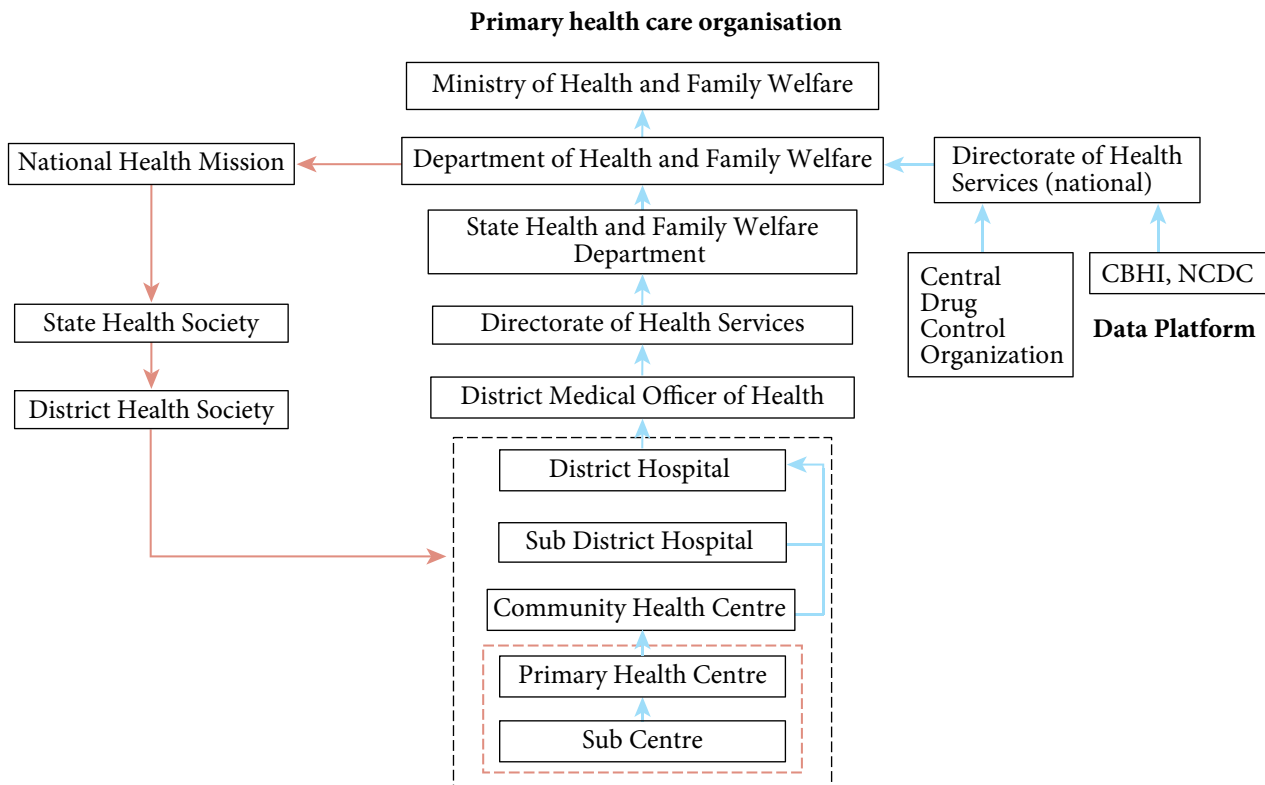 Primary health care organisation
Ministry of Health and Family Welfare
National Health Mission
Department of Health and Family Welfare
Directorate of Health
Services (national)
State Health and Family Welfare
Department
Central
Drug
Control
Organization
CBHI, NCDC
Data Platform
State Health Society
Directorate of Health Services
District Health Society
District Medical Officer of Health
District Hospital
Sub District Hospital
Community Health Centre
Primary Health Centre
Sub Centre